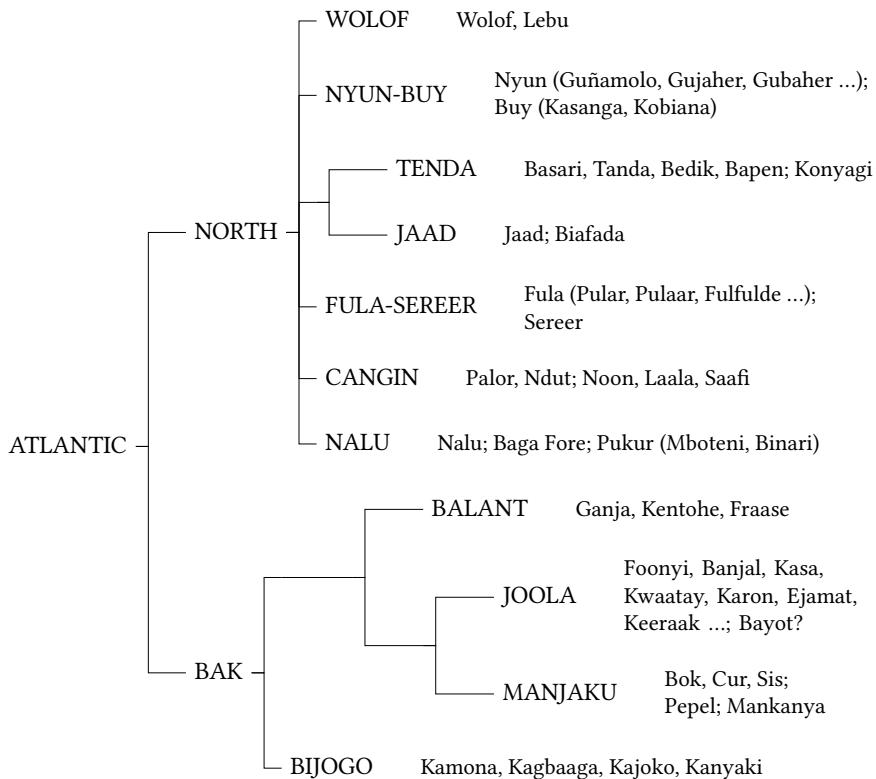 WOLOF Wolof, Lebu
NYUN-BUY Nyun (Guñamolo, Gujaher, Gubaher ...);
Buy (Kasanga, Kobiana)
TENDA Basari, Tanda, Bedik, Bapen; Konyagi
NORTH
JAAD Jaad; Biafada
FULA-SEREER Fula (Pular, Pulaar, Fulfulde ...);
Sereer
CANGIN Palor, Ndut; Noon, Laala, Saafi
ATLANTIC
NALU Nalu; Baga Fore; Pukur (Mboteni, Binari)
BALANT Ganja, Kentohe, Fraase
JOOLA Foonyi, Banjal, Kasa,
Kwaatay, Karon, Ejamat,
Keeraak ...; Bayot?
BAK
MANJAKU Bok, Cur, Sis;
Pepel; Mankanya
BIJOGO Kamona, Kagbaaga, Kajoko, Kanyaki